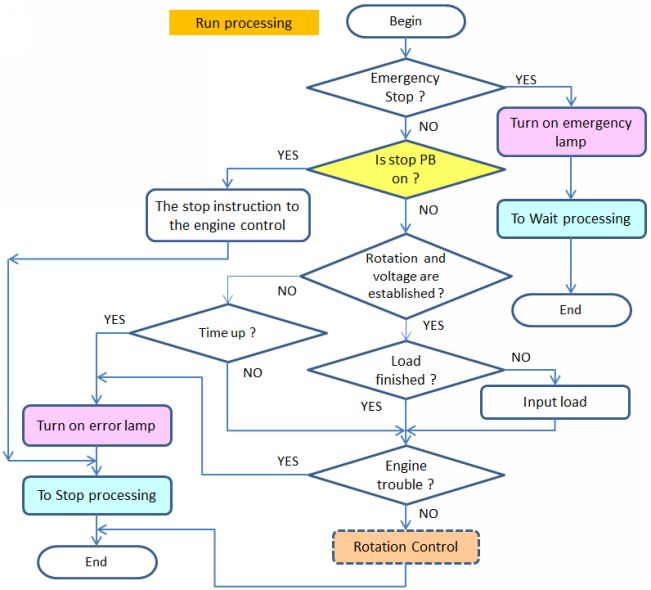 Run processing
Begin
Emergency
Stop ?
YES
NO
Turn on emergency
lamp
YES
Is stop PB
on ?
NO
The stop instruction to
the engine control
To Wait processing
Rotation and
voltage are
established ?
NO
YES
End
YES
Time up ?
NO
Load
finished ?
NO
YES
Input load
Turn on error lamp
YES
Engine
trouble ?
NO
To Stop processing
Rotation Control
End